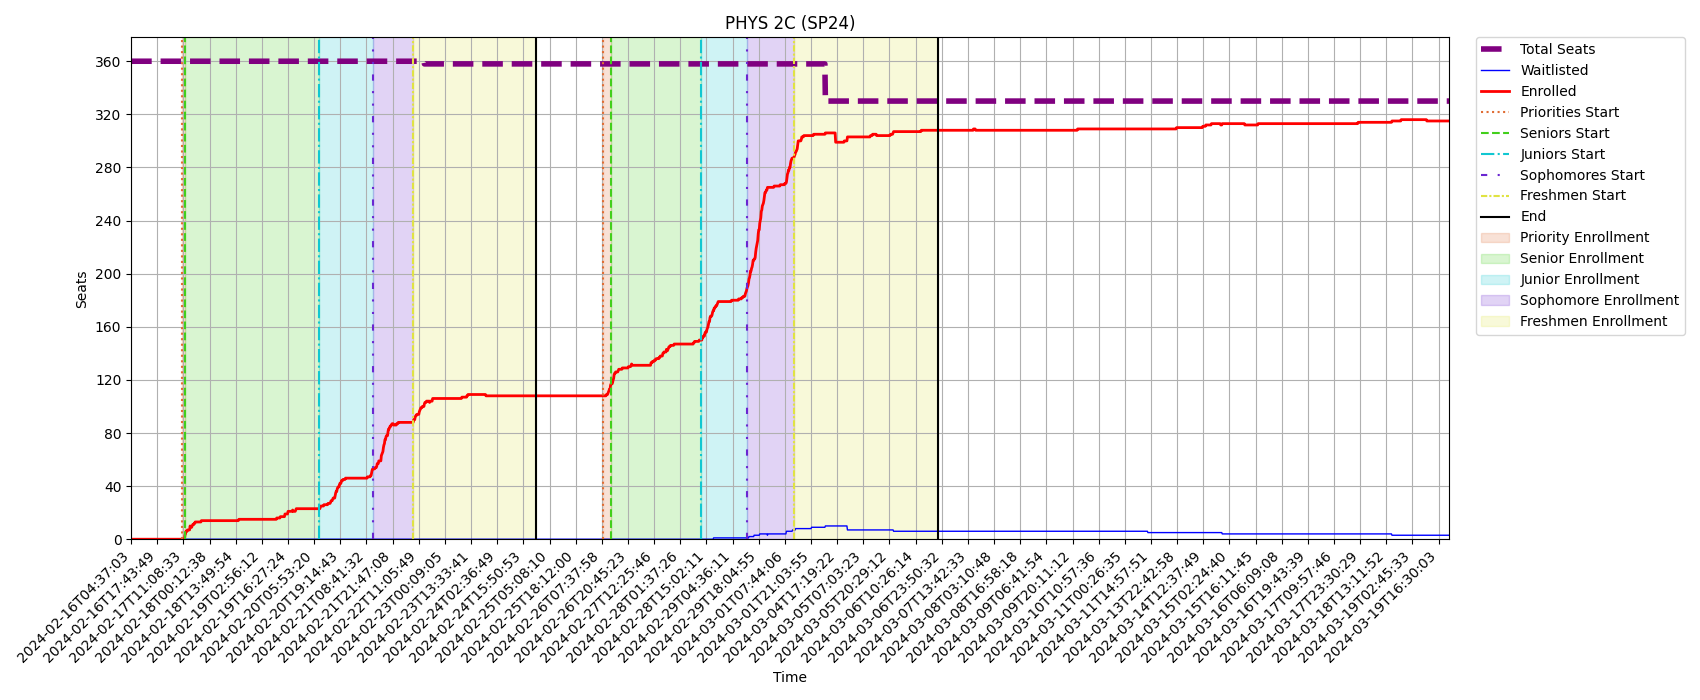 PHYS 2C (SP24)
Seats
360
320
280
240
200
160
120
80
40
0
2024-02-16T04:37:03
2024-02-16T17:43:49
2024-02-17T11:08:33
2024-02-18T00:12:38
2024-02-18T13:49:54
2024-02-19T02:56:12
2024-02-19T16:27:24
2024-02-20T05:53:20
2024-02-20T19:14:43
2024-02-21T08:41:32
2024-02-21T21:47:08
2024-02-22T11:05:49
2024-02-23T00:09:05
2024-02-23T13:35:41
2024-02-24T02:36:49
2024-02-24T15:50:53
2024-02-25T05:08:10
2024-02-25T18:12:00
2024-02-26T07:37:58
2024-02-26T20:45:23
2024-02-27T12:25:46
2024-02-28T01:37:26
2024-02-28T15:02:11
2024-02-29T04:36:11
2024-02-29T18:04:55
2024-03-01T07:44:06
2024-03-01T21:03:55
2024-03-04T17:19:22
2024-03-05T07:03:23
2024-03-05T20:29:12
2024-03-06T10:26:14
2024-03-06T23:50:32
2024-03-07T13:42:33
2024-03-08T03:10:48
2024-03-08T16:58:18
2024-03-09T06:41:54
2024-03-09T20:11:12
2024-03-10T10:57:36
2024-03-11T00:26:35
2024-03-11T14:57:51
2024-03-13T22:42:58
2024-03-14T12:37:49
2024-03-15T02:24:40
2024-03-15T16:11:45
2024-03-16T06:09:08
2024-03-16T19:43:39
2024-03-17T09:57:46
2024-03-17T23:30:29
2024-03-18T13:11:52
2024-03-19T02:45:33
2024-03-19T16:30:03
Time
Total Seats
Waitlisted
Enrolled
Priorities Start
Seniors Start
Juniors Start
Sophomores Start
Freshmen Start
End
Priority Enrollment
Senior Enrollment
Junior Enrollment
Sophomore Enrollment
Freshmen Enrollment